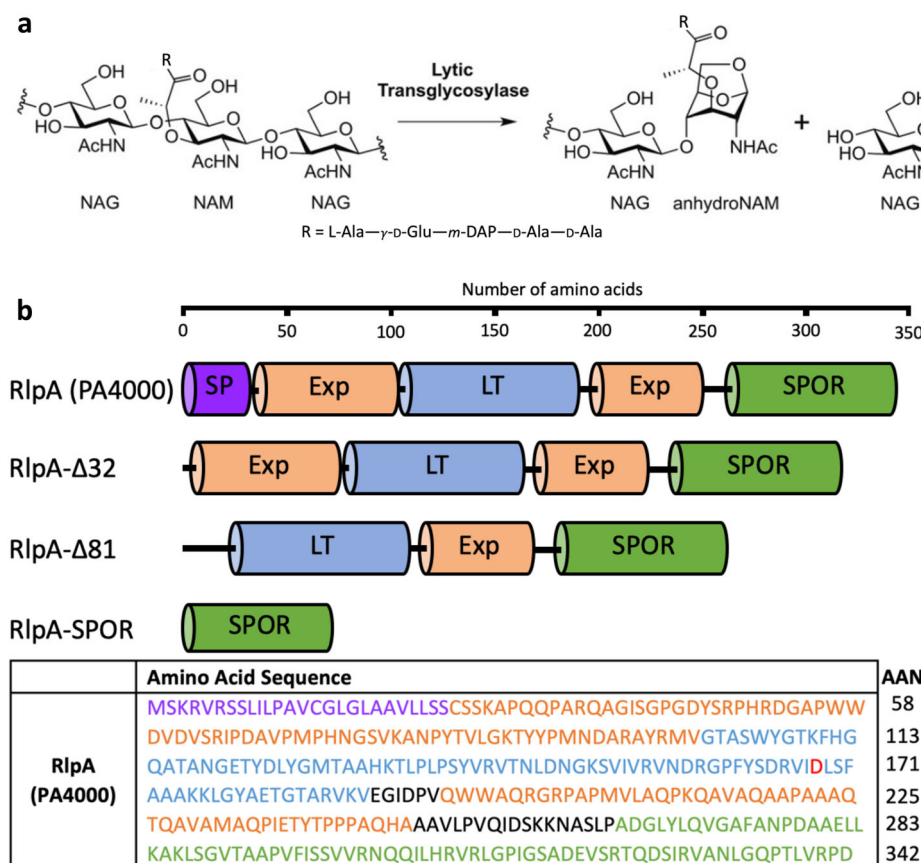 a
R
O
OH
O
HO
AcHN
NAG
OH
AcHN
NAM
OH
HO
AcHN
NAG
Lytic
Transglycosylase
R
O
OH
HO
AcHN
NAG
NHAc
anhydroNAM
+
OH
HO
HO
AcHN
NAG
R = L-Ala—γ-D-Glu—m-DAP—D-Ala—D-Ala
b
Number of amino acids
0 50 100 150 200 250 300 350
RlpA (PA4000) SP Exp LT Exp SPOR
RlpA-Δ32 Exp LT Exp SPOR
RlpA-Δ81 LT Exp SPOR
RlpA-SPOR SPOR
Amino Acid Sequence AAN
MSKRVRSSLILPAVCGLGLAAVLLSSCSSKAPQQPARQAGISGPGDYSRPHRDGAPWW 58
DVDVSRIPDAVPMPHNGSVKANPYTVLGKTYYPMNDARAYRMVGTASWYGTKFHG 113
QATANGETYDLYGMTAAHKTLPLPSYVRVTNLDNGKSVIVRVNDRGPFYSDRVIDLSF 171
RlpA
(PA4000)
AAAKKLGYAETGTARVKVEGIDPVQWWAQRGRPAPMVLAQPKQAVAQAAPAAAQ 225
TQAVAMAQPIETYTPPPAQHAAAVLPVQIDSKKNASLPADGLYLQVGAFANPDAAELL 283
KAKLSGVTAAPVFISSVVRNQQILHRVRLGPIGSADEVSRTQDSIRVANLGQPTLVRPD 342